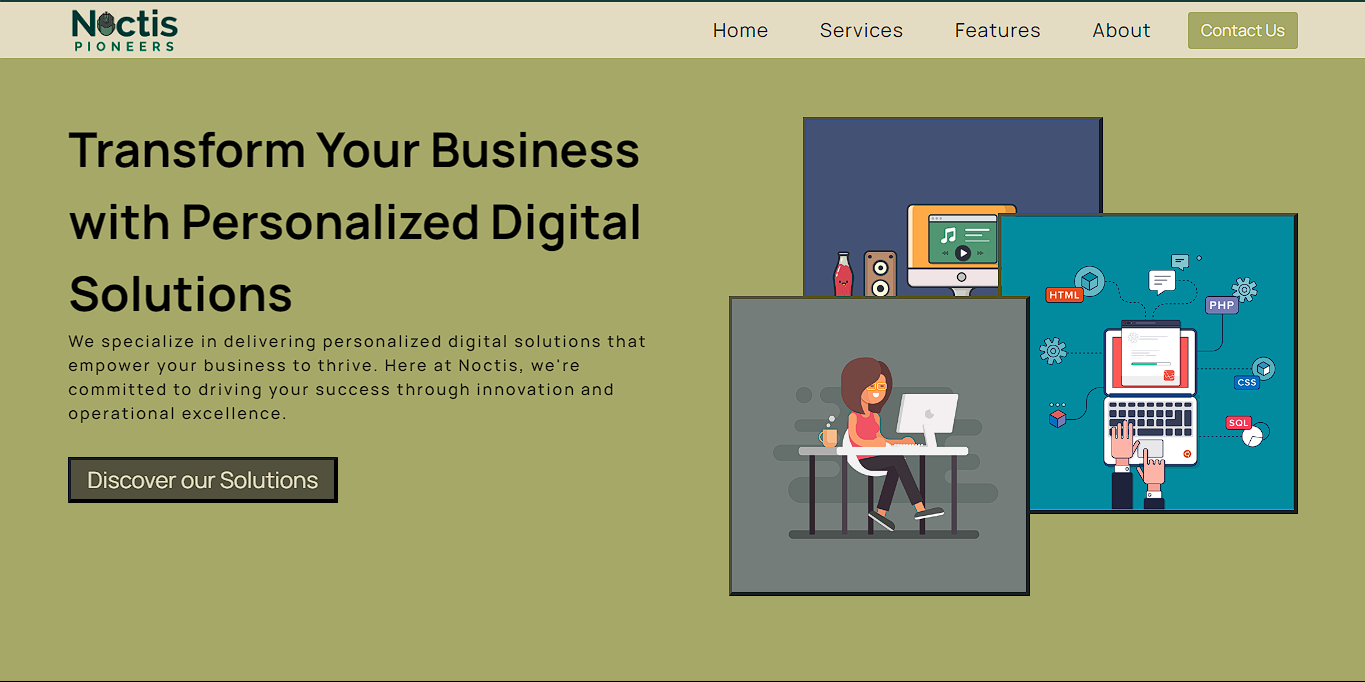 Noctis
PIONEERS
Home
Services
Features
About
Contact Us
Transform Your Business
with Personalized Digital
Solutions
We specialize in delivering personalized digital solutions that
empower your business to thrive. Here at Noctis, we're
committed to driving your success through innovation and
operational excellence.
Discover our Solutions
HTML
PHP
CSS
SQL